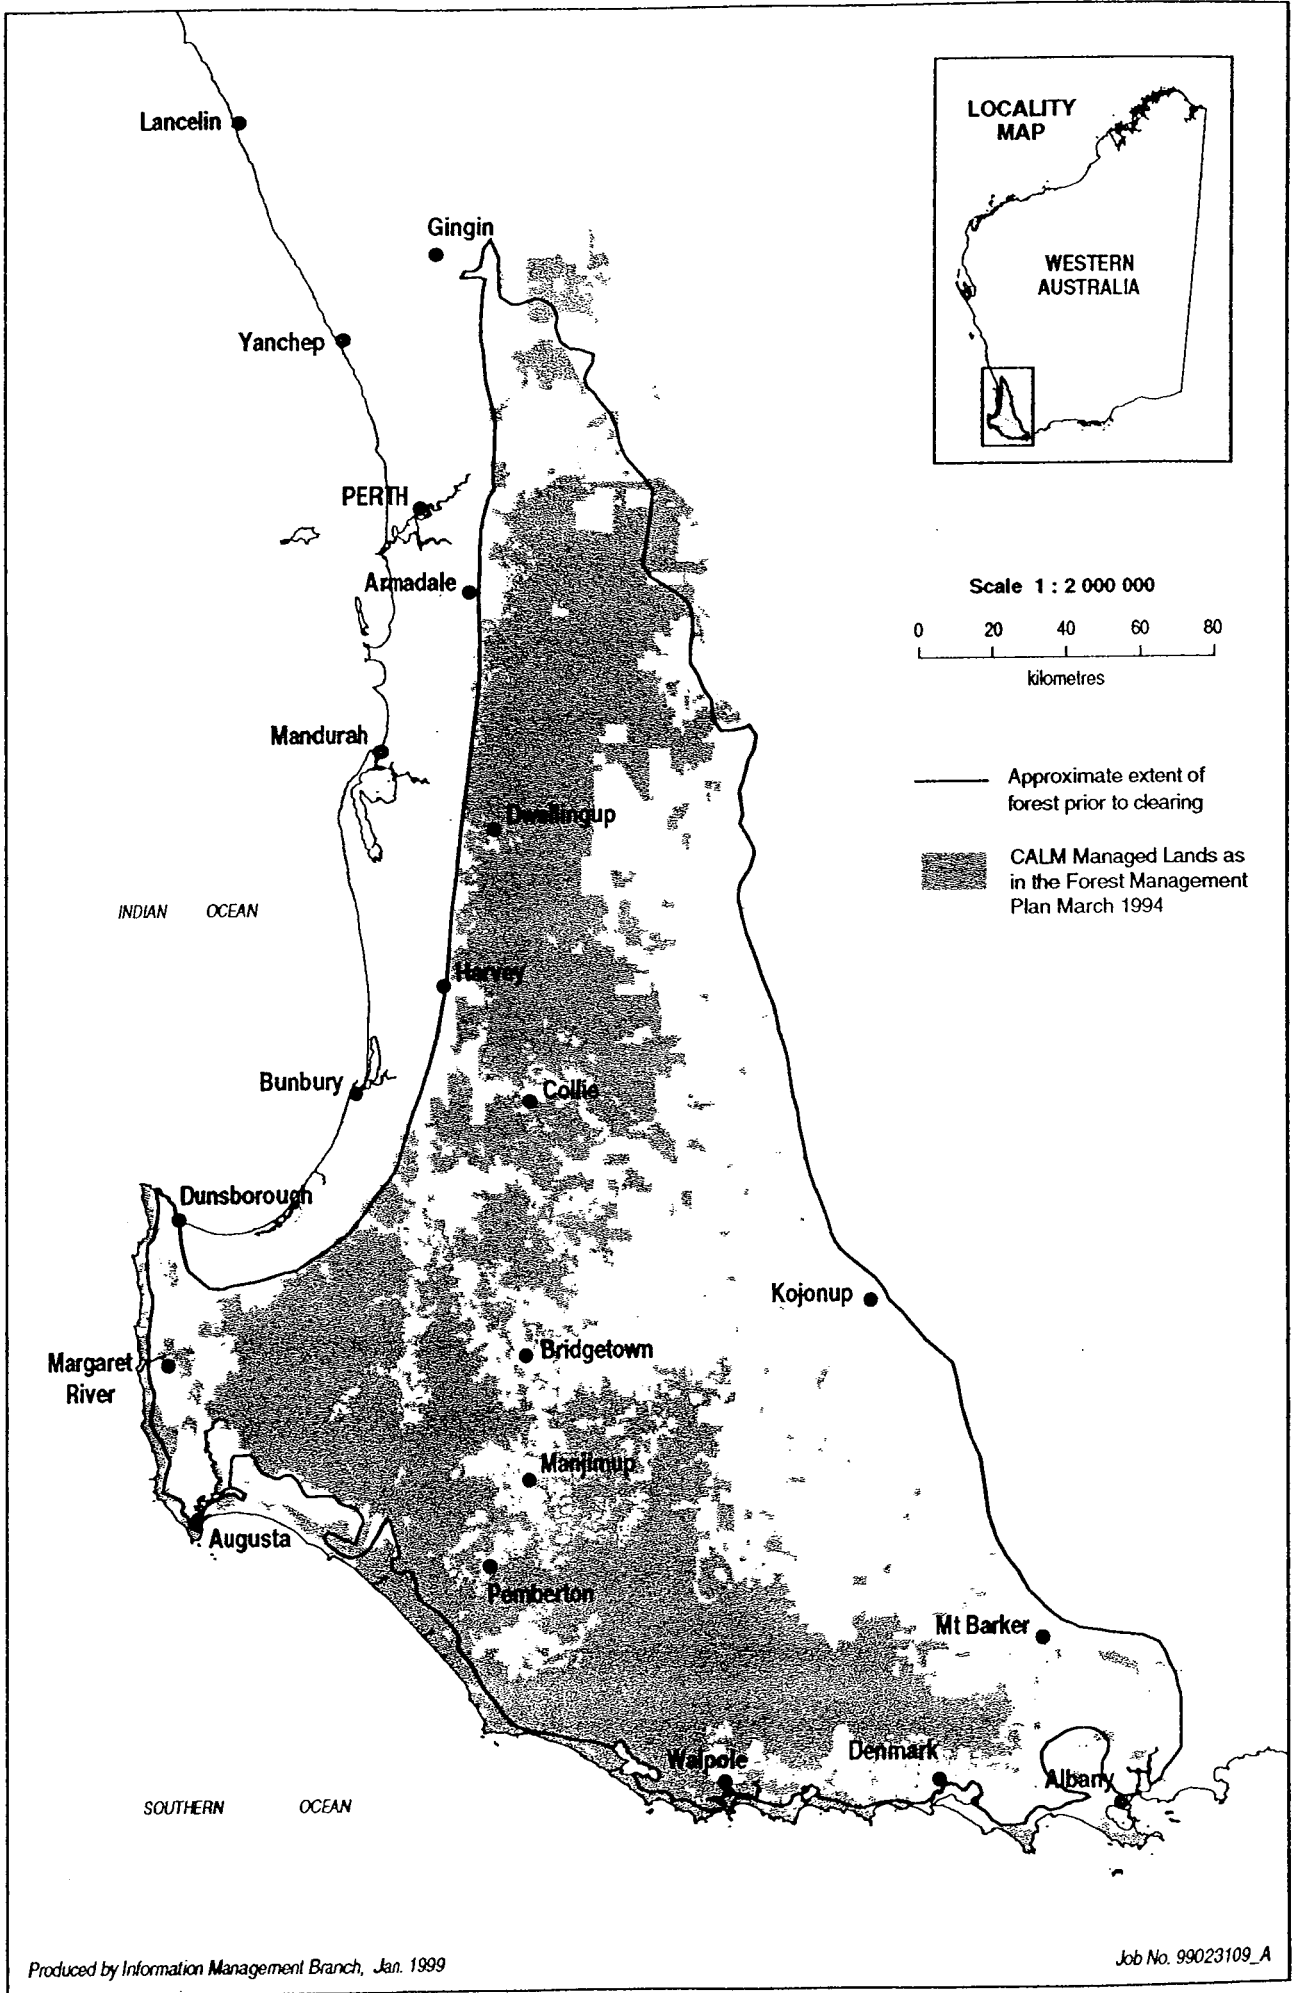 Lancelin
Gingin
Yanchep
PERTH
Armadale
Mandurah
Dwellingup
INDIAN OCEAN
Harvey
Bunbury
Collie
Dunsborough
Kojonup
Bridgetown
Margaret
River
Manjimup
Augusta
Pemberton
Mt Barker
Walpole
Denmark
Albany
SOUTHERN OCEAN
LOCALITY
MAP
WESTERN
AUSTRALIA
Scale 1 : 2 000 000
0 20 40 60 80
kilometres
Approximate extent of
forest prior to clearing
CALM Managed Lands as
in the Forest Management
Plan March 1994
Produced by Information Management Branch, Jan. 1999
Job No. 99023109_A